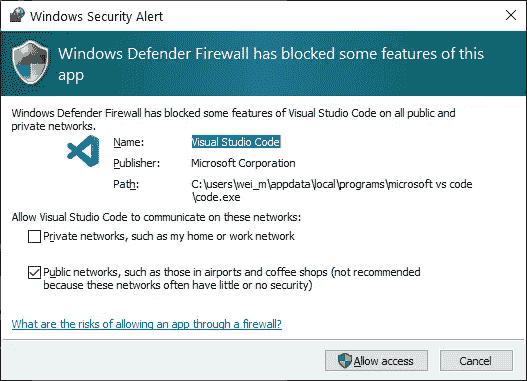 Windows Security Alert
Windows Defender Firewall has blocked some features of this
app
Windows Defender Firewall has blocked some features of Visual Studio Code on all public and
private networks.
Name: Visual Studio Code
Publisher: Microsoft Corporation
Path: C:\users\wei_m\appdata\local\programs\microsoft vs code
\code.exe
Allow Visual Studio Code to communicate on these networks:
Private networks, such as my home or work network
Public networks, such as those in airports and coffee shops (not recommended
because these networks often have little or no security)
What are the risks of allowing an app through a firewall?
Allow access Cancel